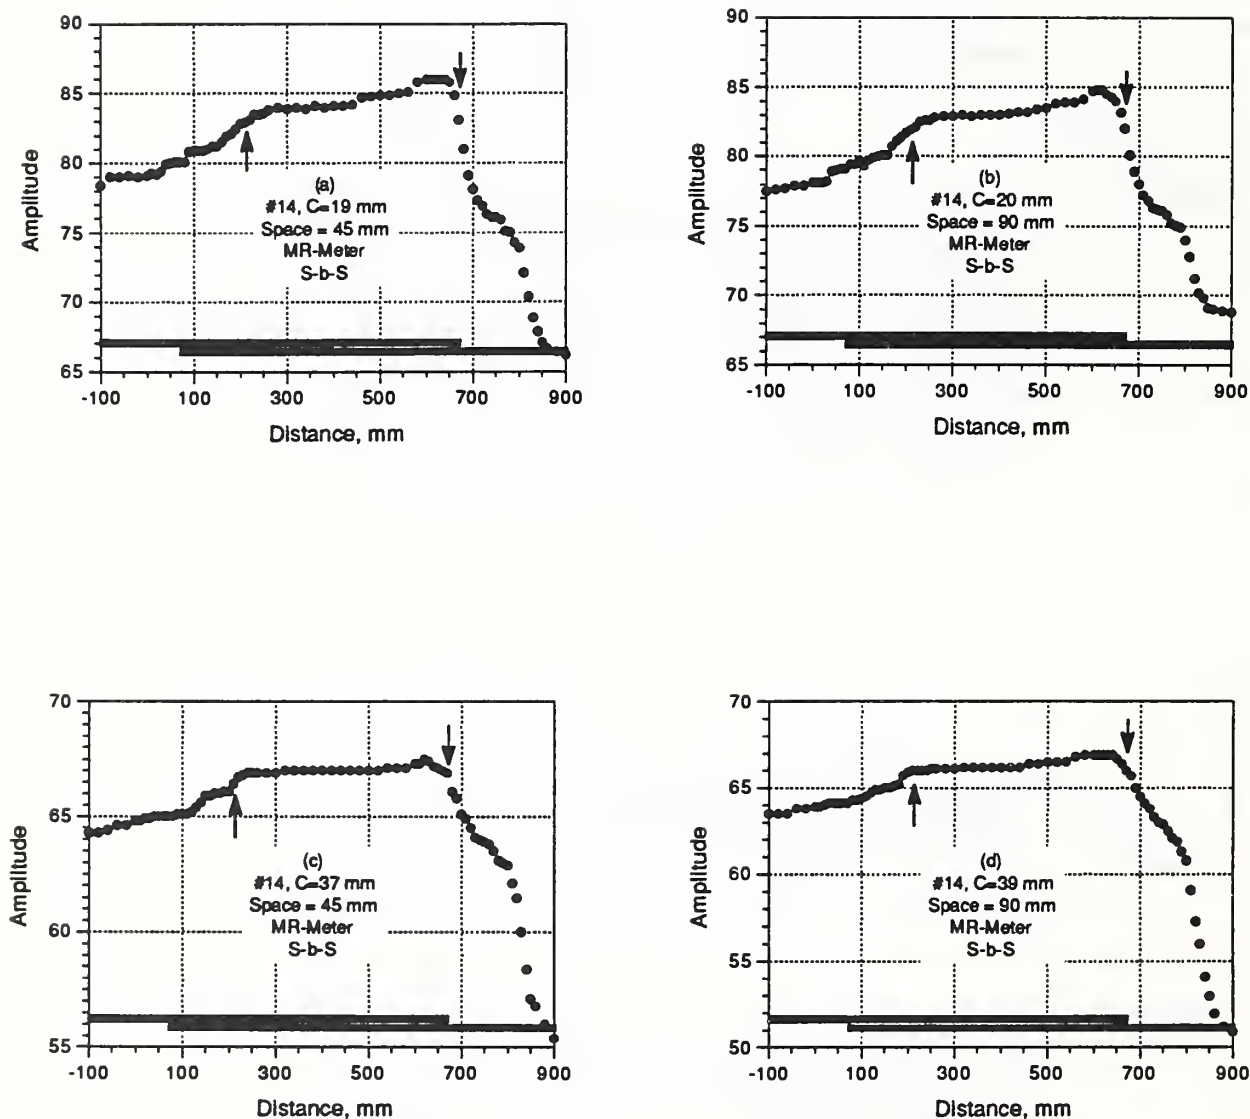 90
85
80
75
70
65
Amplitude
(a)
#14, C=19 mm
Space = 45 mm
MR-Meter
S-b-S
-100 100 300 500 700 900
Distance, mm
90
85
80
75
70
65
Amplitude
(b)
#14, C=20 mm
Space = 90 mm
MR-Meter
S-b-S
-100 100 300 500 700 900
Distance, mm
70
65
60
55
Amplitude
(c)
#14, C=37 mm
Space = 45 mm
MR-Meter
S-b-S
-100 100 300 500 700 900
Distance, mm
70
65
60
55
50
Amplitude
(d)
#14, C=39 mm
Space = 90 mm
MR-Meter
S-b-S
-100 100 300 500 700 900
Distance, mm